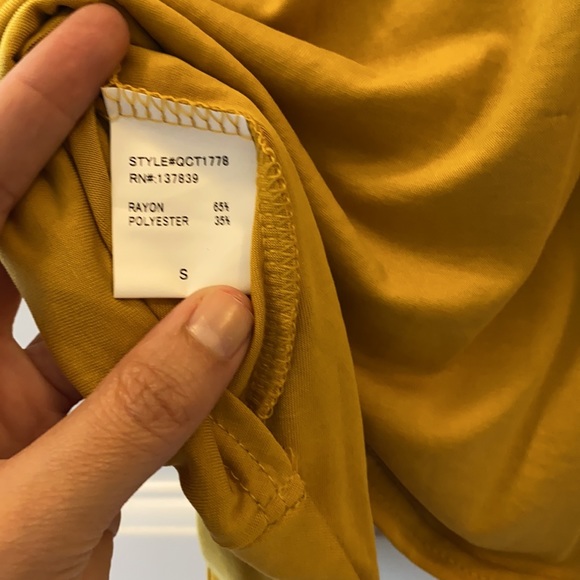 STYLE#QCT1778
RN#:137839
RAYON 65%
POLYESTER 35%
S